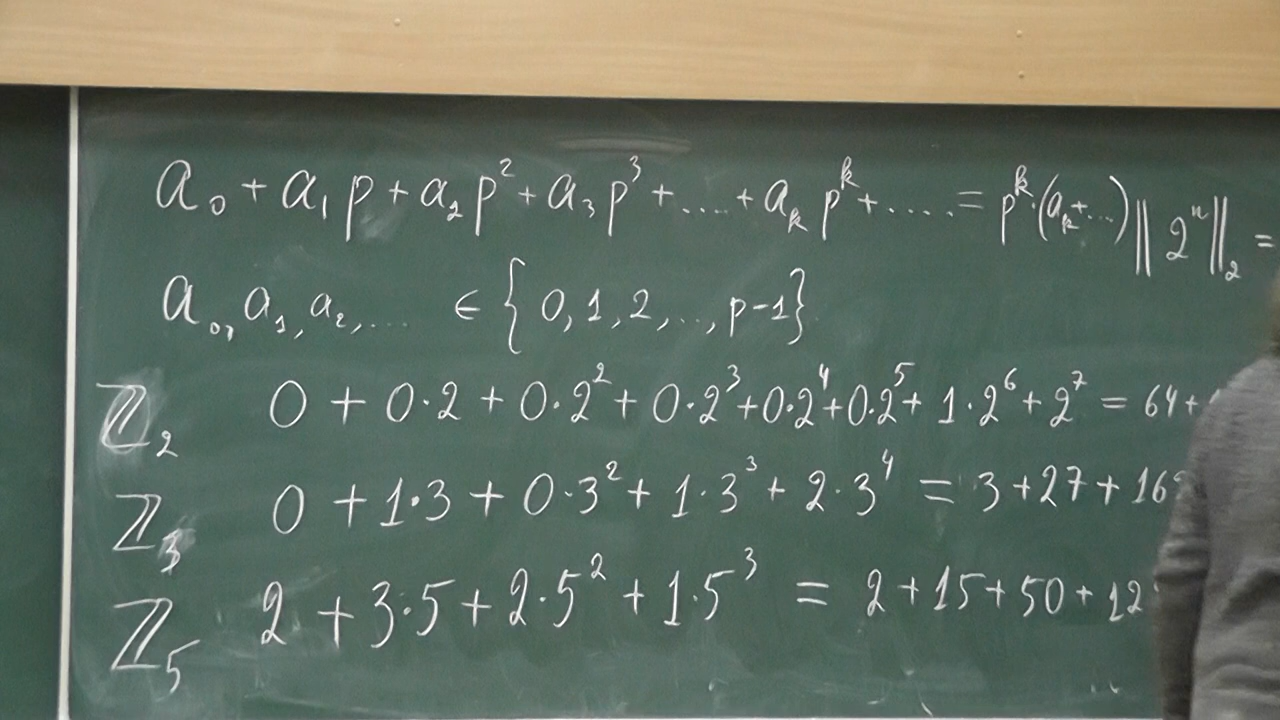 a₀ + a₁p + a₂p² + a₃p³ + .... + aₖpᵏ + ..... = pᵏ·(aₖ+...) ‖2ⁿ‖₂ =
a₀, a₁, a₂, ... ∈ {0, 1, 2, .., p-1}
ℤ₂ 0 + 0·2 + 0·2² + 0·2³ + 0·2⁴ + 0·2⁵ + 1·2⁶ + 2⁷ = 64 +
ℤ₃ 0 + 1·3 + 0·3² + 1·3³ + 2·3⁴ = 3 + 27 + 16
ℤ₅ 2 + 3·5 + 2·5² + 1·5³ = 2 + 15 + 50 + 12